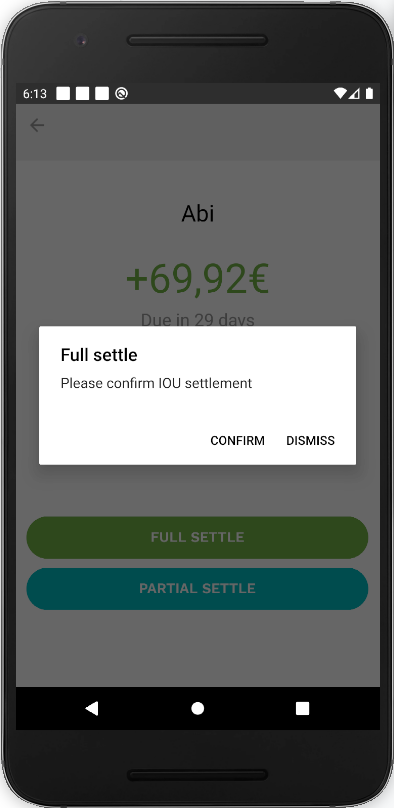 6:13
Abi
+69,92€
Due in 29 days
Full settle
Please confirm IOU settlement
CONFIRM DISMISS
FULL SETTLE
PARTIAL SETTLE